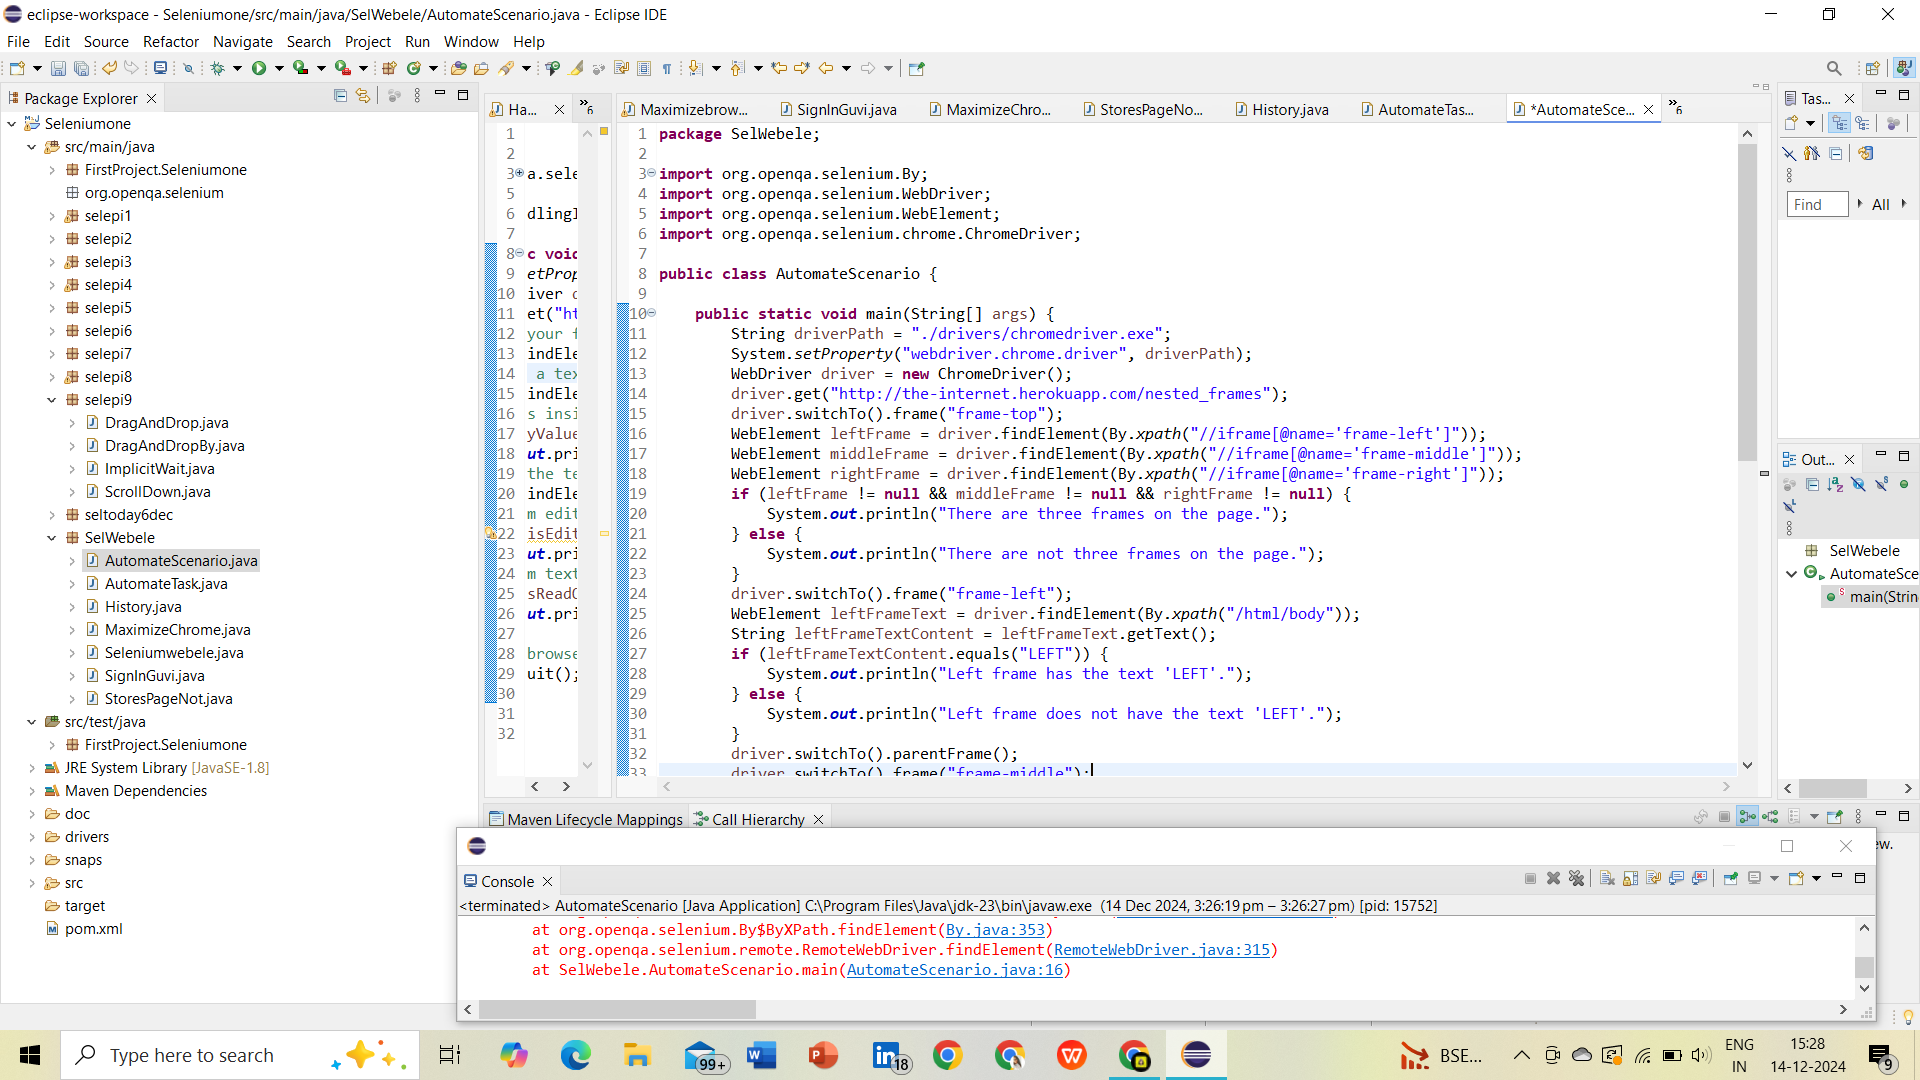 eclipse-workspace - Seleniumone/src/main/java/SelWebele/AutomateScenario.java - Eclipse IDE
File Edit Source Refactor Navigate Search Project Run Window Help
Package Explorer
Seleniumone
src/main/java
FirstProject.Seleniumone
org.openqa.selenium
selepi1
selepi2
selepi3
selepi4
selepi5
selepi6
selepi7
selepi8
selepi9
DragAndDrop.java
DragAndDropBy.java
ImplicitWait.java
ScrollDown.java
seltoday6dec
SelWebele
AutomateScenario.java
AutomateTask.java
History.java
MaximizeChrome.java
Seleniumwebele.java
SignInGuvi.java
StoresPageNot.java
src/test/java
FirstProject.Seleniumone
JRE System Library [JavaSE-1.8]
Maven Dependencies
doc
drivers
snaps
src
target
pom.xml
Ha... 6
1
2
3 a.sele
5
6 dlingI
7
8 c void
9 etProp
10 iver d
11 et("ht
12 your f
13 indEle
14 a tex
15 indEle
16 s insi
17 yValue
18 ut.pri
19 the te
20 indEle
21 m edit
22 isEdit
23 ut.pri
24 m text
25 sReadO
26 ut.pri
27
28 browse
29 uit();
30
31
32
Maximizebrow... SignInGuvi.java MaximizeChro... StoresPageNo... History.java AutomateTas... *AutomateSce... 6
1 package SelWebele;
2
3 import org.openqa.selenium.By;
4 import org.openqa.selenium.WebDriver;
5 import org.openqa.selenium.WebElement;
6 import org.openqa.selenium.chrome.ChromeDriver;
7
8 public class AutomateScenario {
9
10 public static void main(String[] args) {
11 String driverPath = "./drivers/chromedriver.exe";
12 System.setProperty("webdriver.chrome.driver", driverPath);
13 WebDriver driver = new ChromeDriver();
14 driver.get("http://the-internet.herokuapp.com/nested_frames");
15 driver.switchTo().frame("frame-top");
16 WebElement leftFrame = driver.findElement(By.xpath("//iframe[@name='frame-left']"));
17 WebElement middleFrame = driver.findElement(By.xpath("//iframe[@name='frame-middle']"));
18 WebElement rightFrame = driver.findElement(By.xpath("//iframe[@name='frame-right']"));
19 if (leftFrame != null && middleFrame != null && rightFrame != null) {
20 System.out.println("There are three frames on the page.");
21 } else {
22 System.out.println("There are not three frames on the page.");
23 }
24 driver.switchTo().frame("frame-left");
25 WebElement leftFrameText = driver.findElement(By.xpath("/html/body"));
26 String leftFrameTextContent = leftFrameText.getText();
27 if (leftFrameTextContent.equals("LEFT")) {
28 System.out.println("Left frame has the text 'LEFT'.");
29 } else {
30 System.out.println("Left frame does not have the text 'LEFT'.");
31 }
32 driver.switchTo().parentFrame();
33 driver.switchTo().frame("frame-middle");
Tas...
Find All
Out...
SelWebele
AutomateSce
main(Strin
Maven Lifecycle Mappings Call Hierarchy
ew.
Console
<terminated> AutomateScenario [Java Application] C:\Program Files\Java\jdk-23\bin\javaw.exe (14 Dec 2024, 3:26:19 pm – 3:26:27 pm) [pid: 15752]
at org.openqa.selenium.By$ByXPath.findElement(By.java:353)
at org.openqa.selenium.remote.RemoteWebDriver.findElement(RemoteWebDriver.java:315)
at SelWebele.AutomateScenario.main(AutomateScenario.java:16)
Type here to search
99+
18
BSE...
ENG
IN
15:28
14-12-2024
9